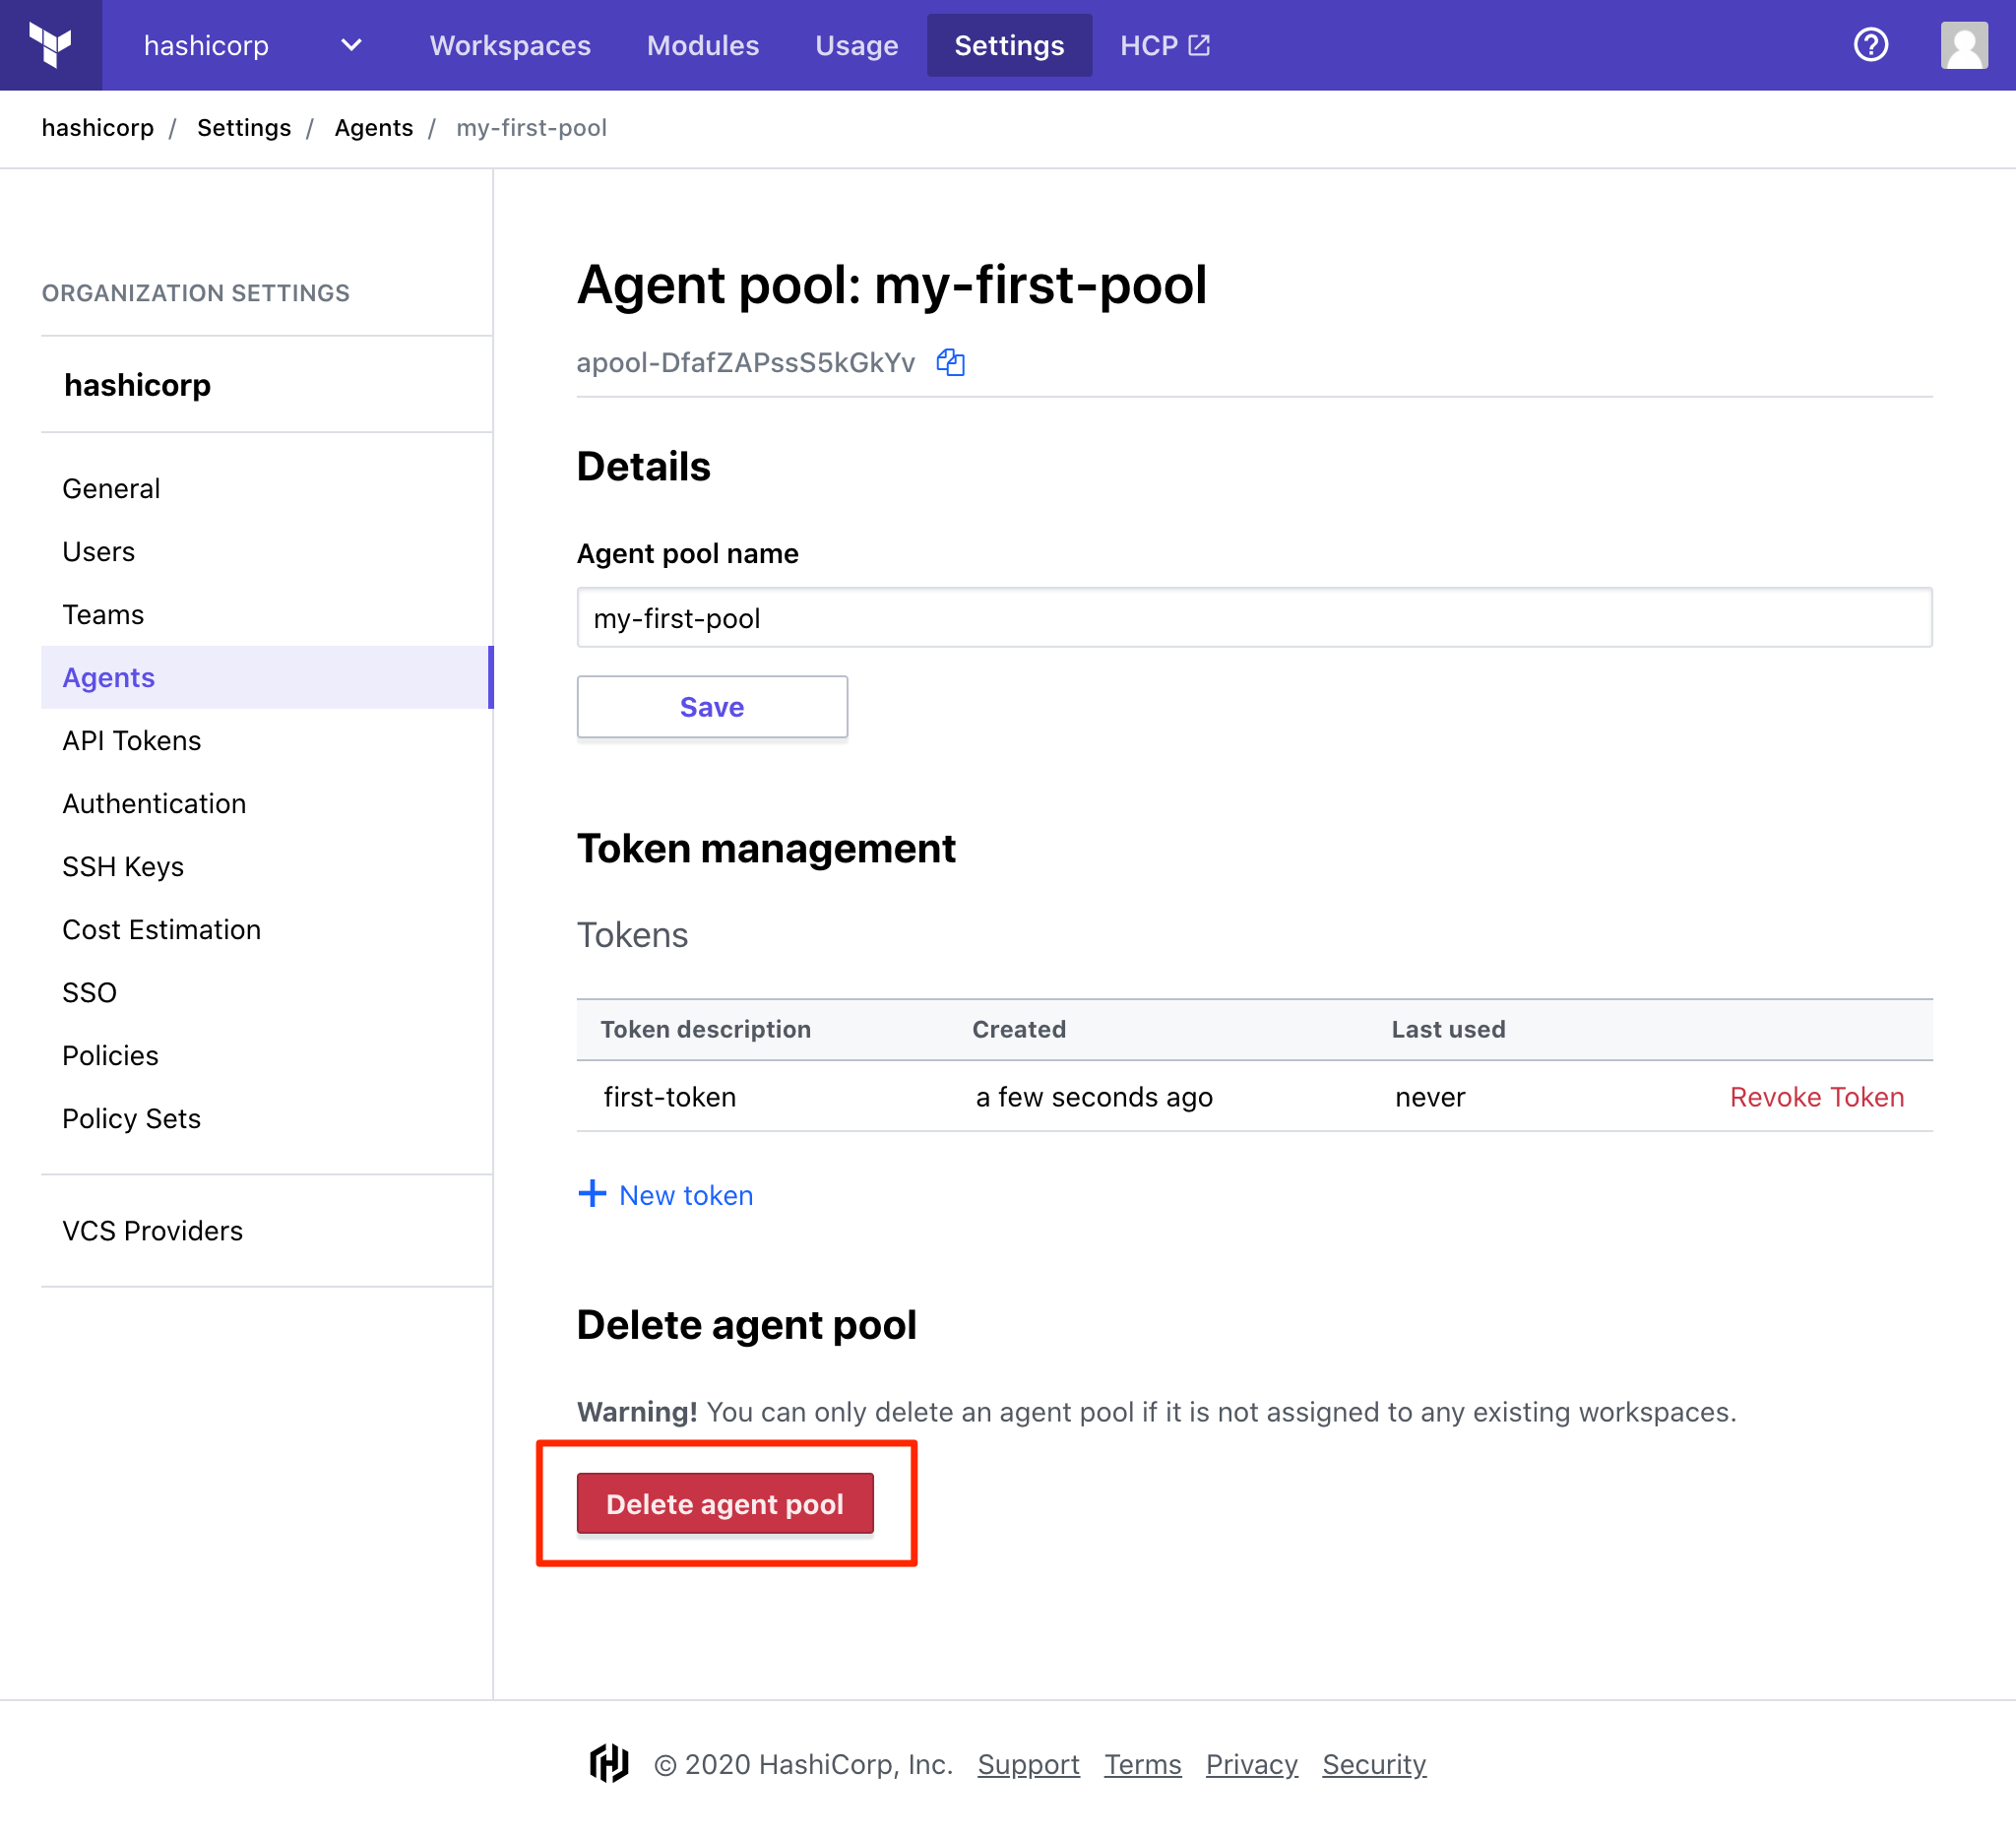 hashicorp Workspaces Modules Usage Settings HCP
hashicorp / Settings / Agents / my-first-pool
ORGANIZATION SETTINGS
hashicorp
General
Users
Teams
Agents
API Tokens
Authentication
SSH Keys
Cost Estimation
SSO
Policies
Policy Sets
VCS Providers
Agent pool: my-first-pool
apool-DfafZAPssS5kGkYv
Details
Agent pool name
my-first-pool
Save
Token management
Tokens
Token description Created Last used
first-token a few seconds ago never Revoke Token
+ New token
Delete agent pool
Warning! You can only delete an agent pool if it is not assigned to any existing workspaces.
Delete agent pool
© 2020 HashiCorp, Inc. Support Terms Privacy Security